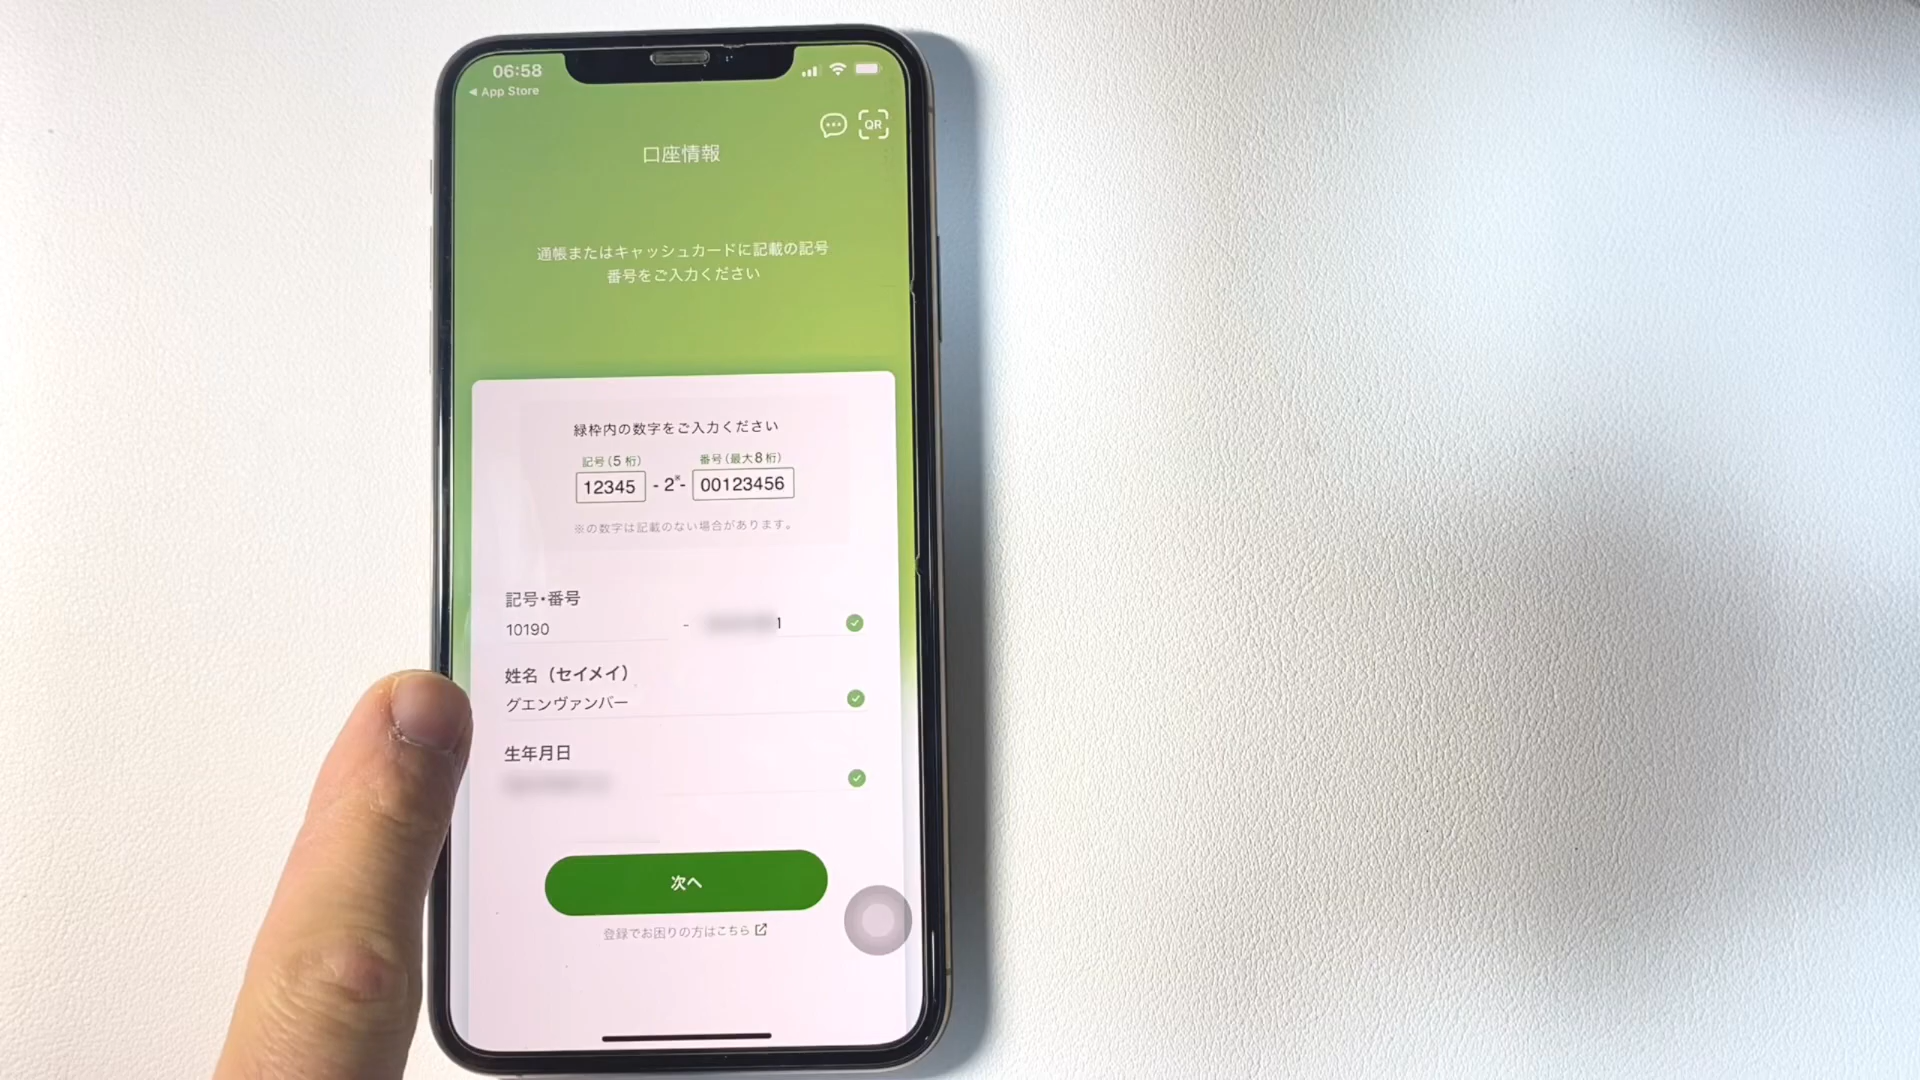 06:58
◀ App Store
QR
口座情報
通帳またはキャッシュカードに記載の記号
番号をご入力ください
緑枠内の数字をご入力ください
記号(5桁) 番号(最大8桁)
12345 - 2※- 00123456
※の数字は記載のない場合があります。
記号・番号
10190 - 1
姓名(セイメイ)
グエンヴァンバー
生年月日
次へ
登録でお困りの方はこちら